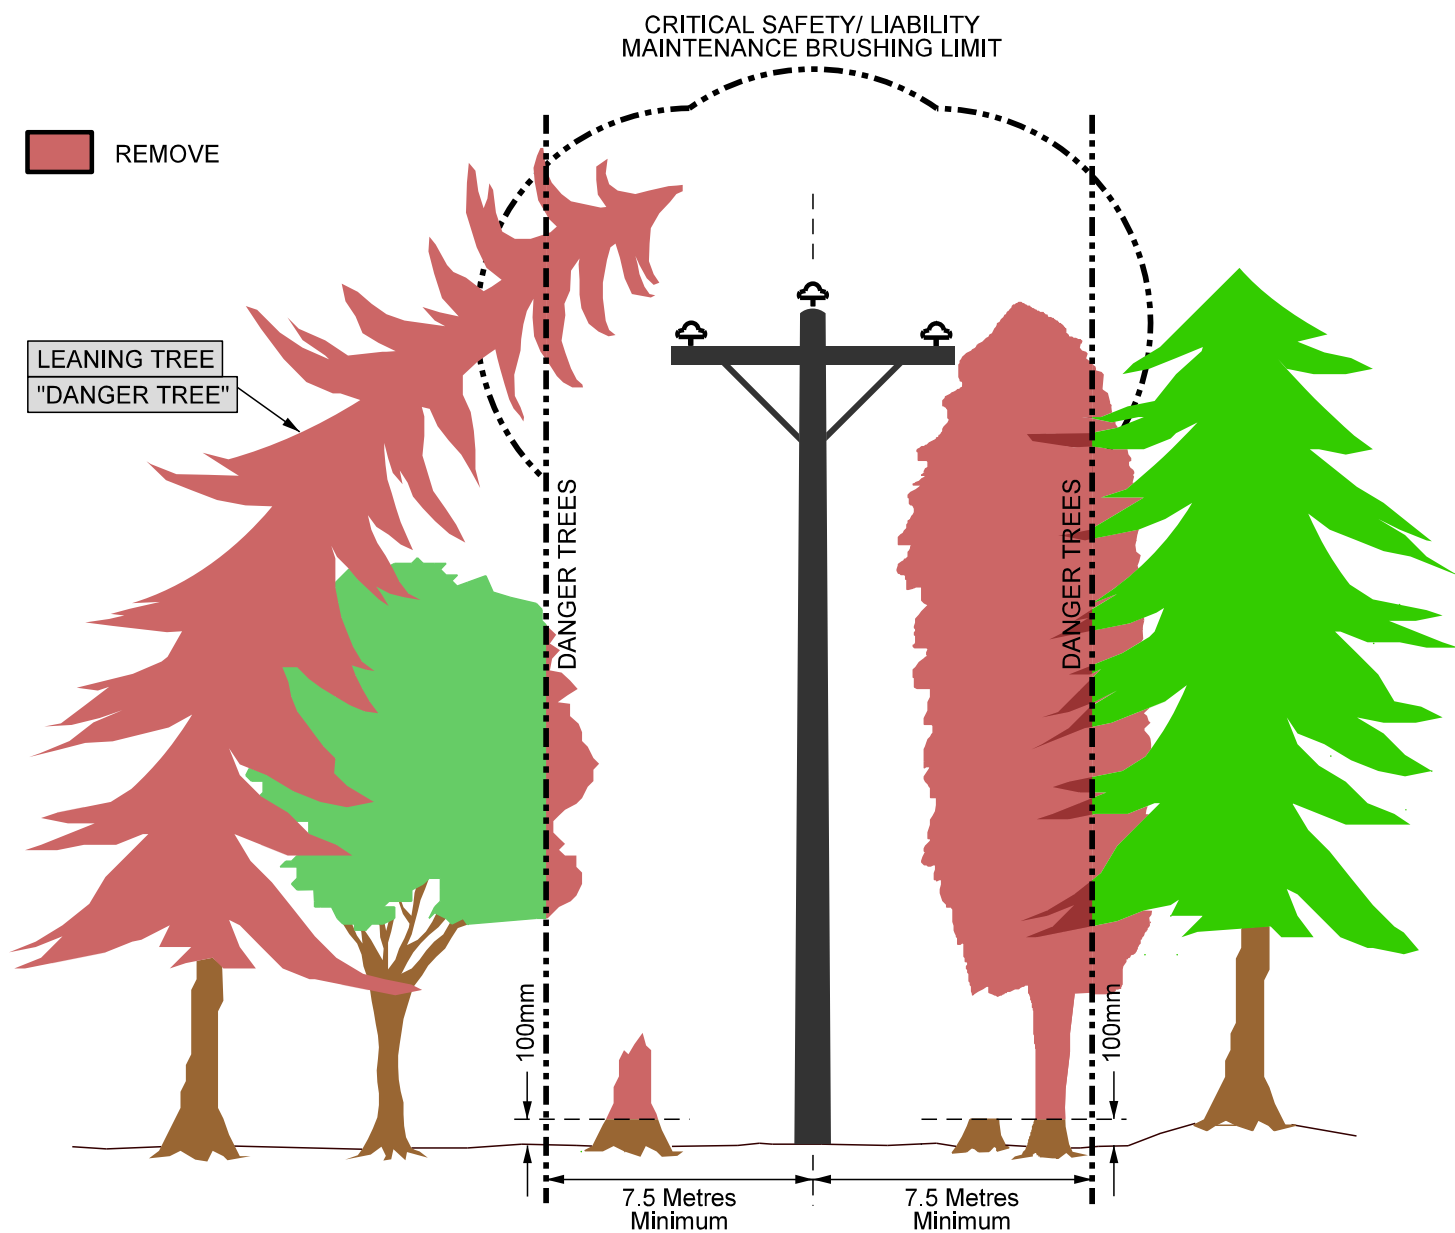 CRITICAL SAFETY/ LIABILITY
MAINTENANCE BRUSHING LIMIT
REMOVE
LEANING TREE
"DANGER TREE"
DANGER TREES
DANGER TREES
100mm
100mm
7.5 Metres
Minimum
7.5 Metres
Minimum